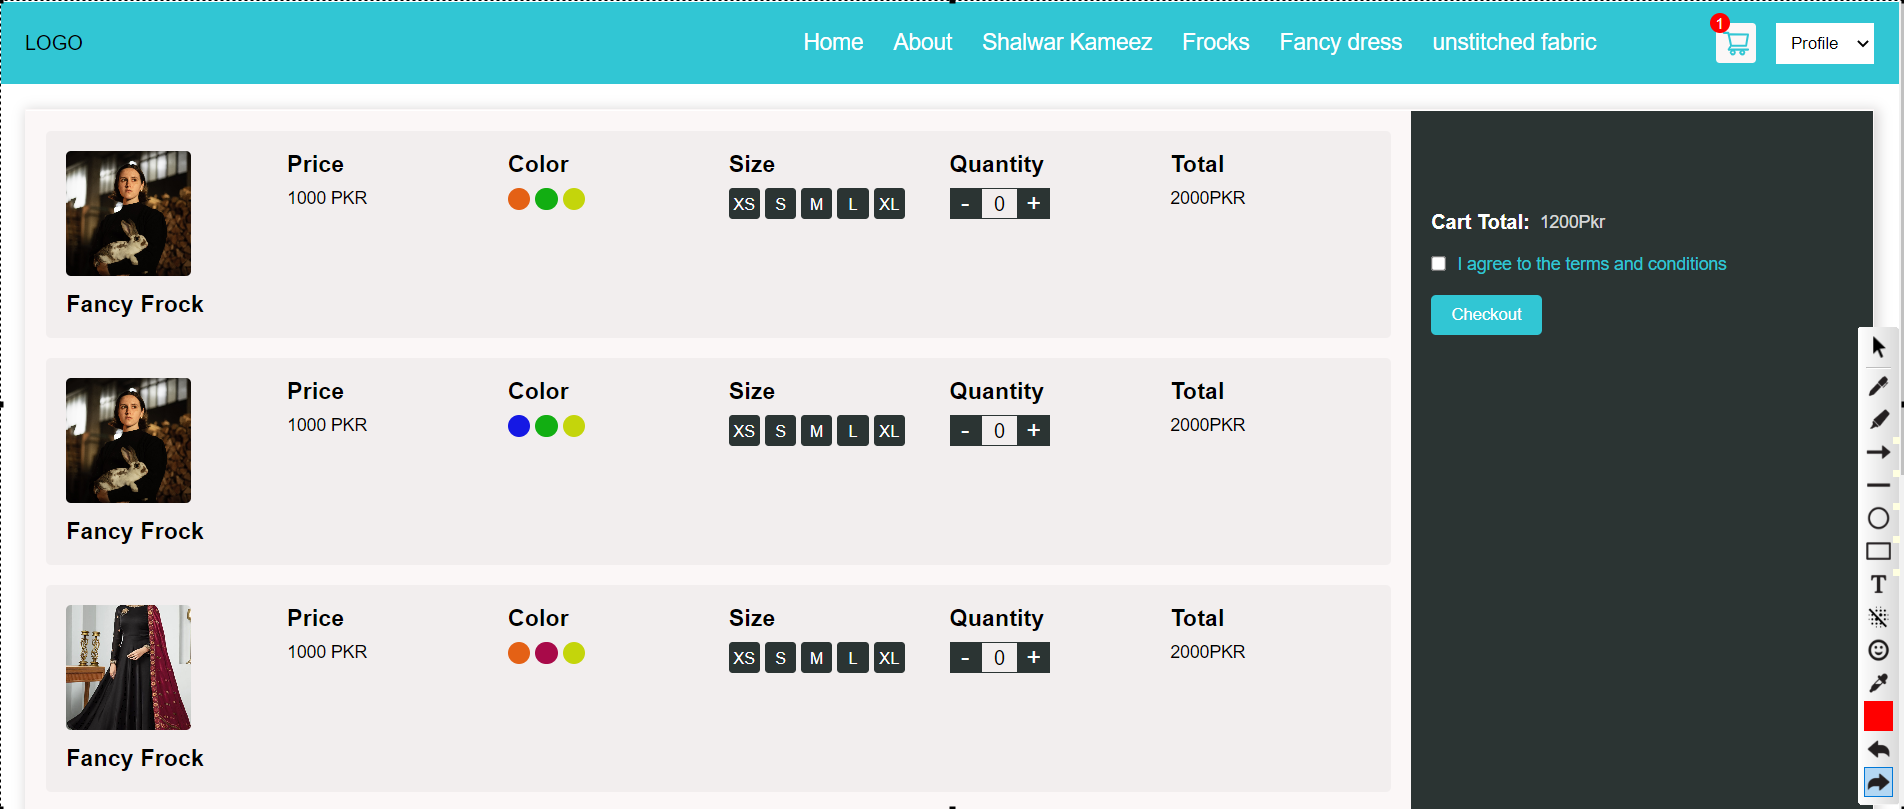 LOGO Home About Shalwar Kameez Frocks Fancy dress unstitched fabric 1 Profile
Price Color Size Quantity Total
1000 PKR XS S M L XL - 0 + 2000PKR
Fancy Frock
Price Color Size Quantity Total
1000 PKR XS S M L XL - 0 + 2000PKR
Fancy Frock
Price Color Size Quantity Total
1000 PKR XS S M L XL - 0 + 2000PKR
Fancy Frock
Cart Total: 1200Pkr
I agree to the terms and conditions
Checkout
T